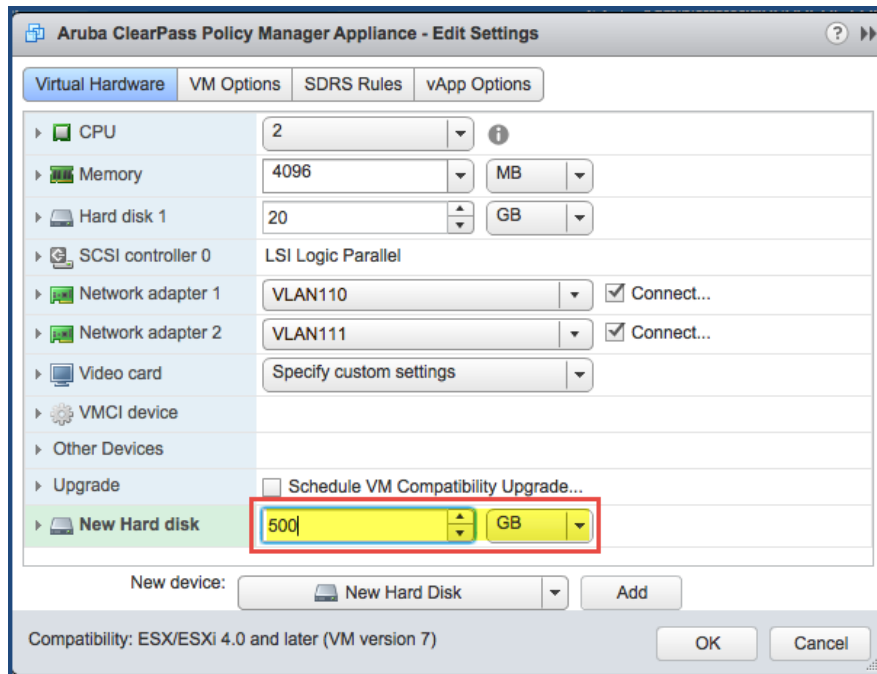 Aruba ClearPass Policy Manager Appliance - Edit Settings ?
Virtual Hardware VM Options SDRS Rules vApp Options
CPU 2
Memory 4096 MB
Hard disk 1 20 GB
SCSI controller 0 LSI Logic Parallel
Network adapter 1 VLAN110 Connect...
Network adapter 2 VLAN111 Connect...
Video card Specify custom settings
VMCI device
Other Devices
Upgrade Schedule VM Compatibility Upgrade...
New Hard disk 500 GB
New device: New Hard Disk Add
Compatibility: ESX/ESXi 4.0 and later (VM version 7) OK Cancel